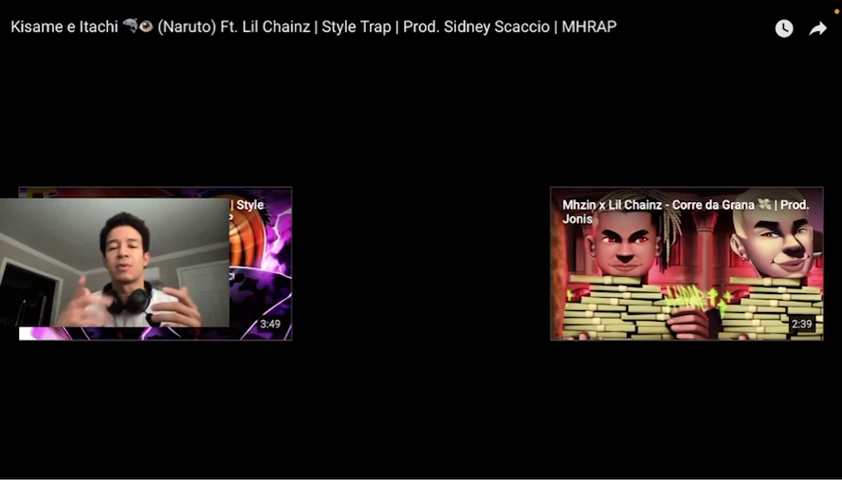 Kisame e Itachi 🦈👁 (Naruto) Ft. Lil Chainz | Style Trap | Prod. Sidney Scaccio | MHRAP
| Style
3:49
Mhzin x Lil Chainz - Corre da Grana 💸 | Prod.
Jonis
2:39